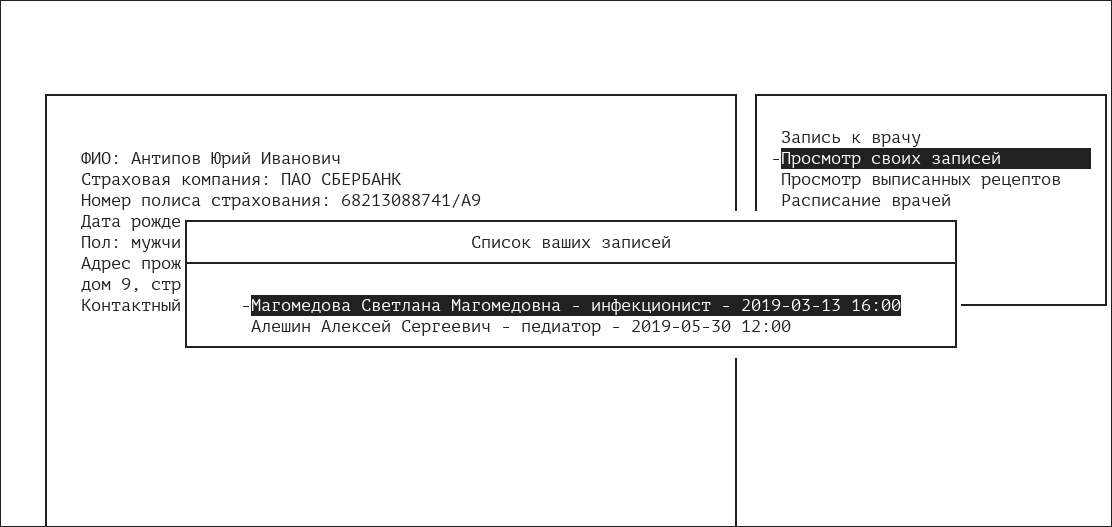 ФИО: Антипов Юрий Иванович
Страховая компания: ПАО СБЕРБАНК
Номер полиса страхования: 68213088741/А9
Дата рожде
Пол: мужчи
Адрес прож
дом 9, стр
Контактный
Запись к врачу
-Просмотр своих записей
Просмотр выписанных рецептов
Расписание врачей
Список ваших записей
-Магомедова Светлана Магомедовна - инфекционист - 2019-03-13 16:00
Алешин Алексей Сергеевич - педиатор - 2019-05-30 12:00